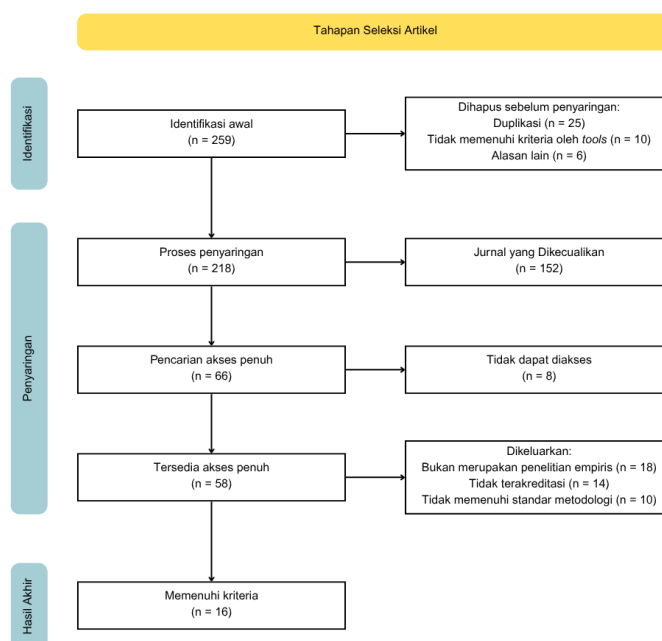 Tahapan Seleksi Artikel
Identifikasi
Identifikasi awal
(n = 259)
Dihapus sebelum penyaringan:
Duplikasi (n = 25)
Tidak memenuhi kriteria oleh tools (n = 10)
Alasan lain (n = 6)
Penyaringan
Proses penyaringan
(n = 218)
Jurnal yang Dikecualikan
(n = 152)
Pencarian akses penuh
(n = 66)
Tidak dapat diakses
(n = 8)
Tersedia akses penuh
(n = 58)
Dikeluarkan:
Bukan merupakan penelitian empiris (n = 18)
Tidak terakreditasi (n = 14)
Tidak memenuhi standar metodologi (n = 10)
Hasil Akhir
Memenuhi kriteria
(n = 16)